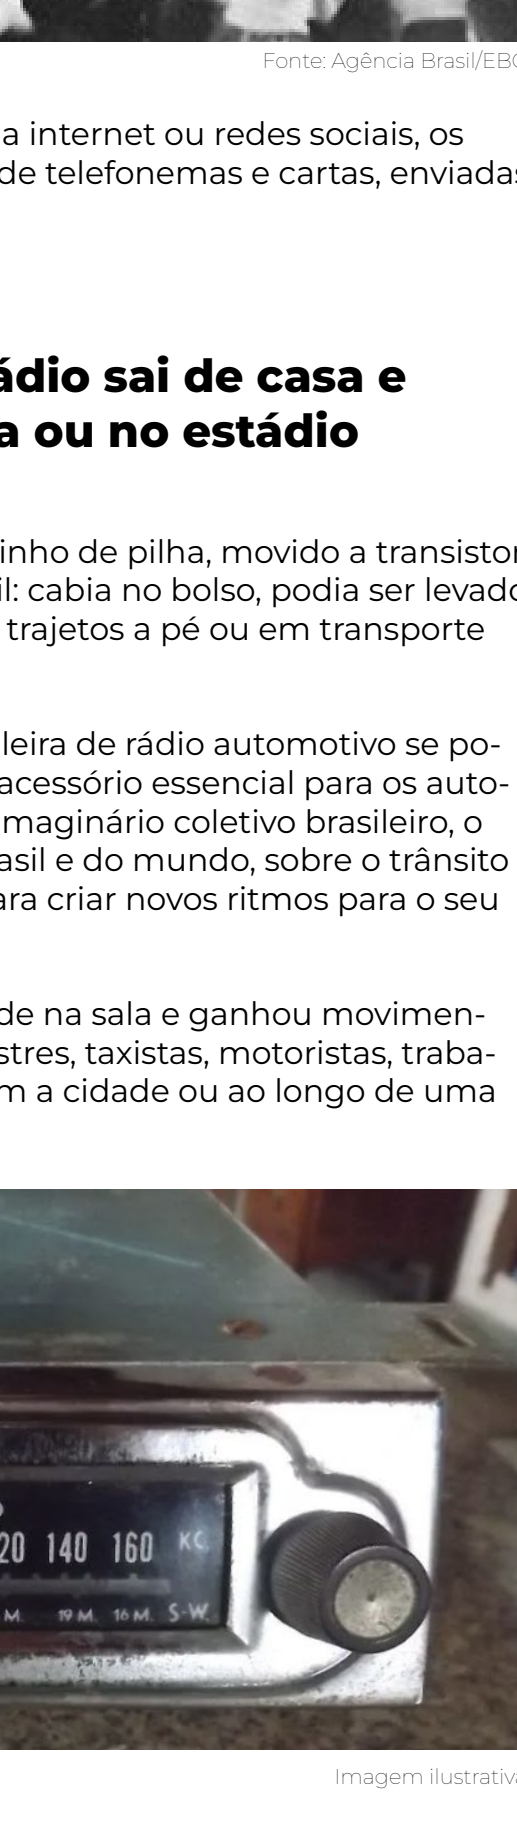 Fonte: Agência Brasil/EBC
a internet ou redes sociais, os
de telefonemas e cartas, enviadas
ádio sai de casa e
a ou no estádio
inho de pilha, movido a transistor
il: cabia no bolso, podia ser levado
trajetos a pé ou em transporte
leira de rádio automotivo se po-
acessório essencial para os auto-
maginário coletivo brasileiro, o
asil e do mundo, sobre o trânsito
ara criar novos ritmos para o seu
de na sala e ganhou movimen-
stres, taxistas, motoristas, traba-
m a cidade ou ao longo de uma
20 140 160 KC
M. 19 M. 16 M. S-W.
Imagem ilustrativa